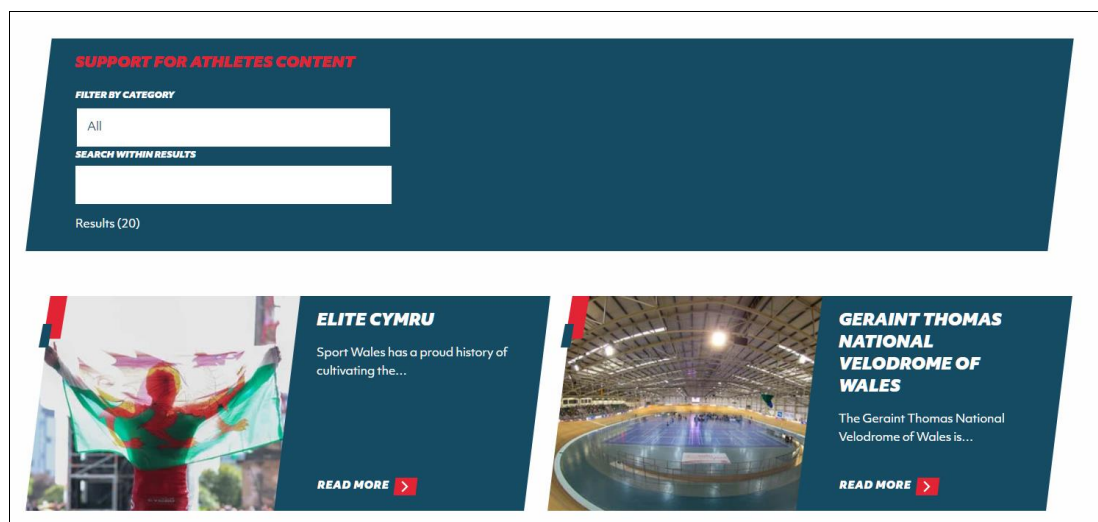 SUPPORT FOR ATHLETES CONTENT
FILTER BY CATEGORY
All
SEARCH WITHIN RESULTS
Results (20)
ELITE CYMRU
Sport Wales has a proud history of
cultivating the...
READ MORE
GERAINT THOMAS
NATIONAL
VELODROME OF
WALES
The Geraint Thomas National
Velodrome of Wales is...
READ MORE